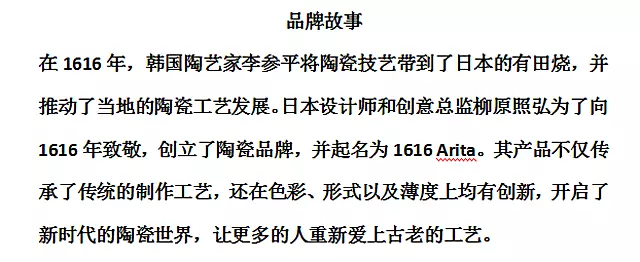 品牌故事
在 1616 年，韩国陶艺家李参平将陶瓷技艺带到了日本的有田烧，并
推动了当地的陶瓷工艺发展。日本设计师和创意总监柳原照弘为了向
1616 年致敬，创立了陶瓷品牌，并起名为 1616 Arita。其产品不仅传
承了传统的制作工艺，还在色彩、形式以及薄度上均有创新，开启了
新时代的陶瓷世界，让更多的人重新爱上古老的工艺。